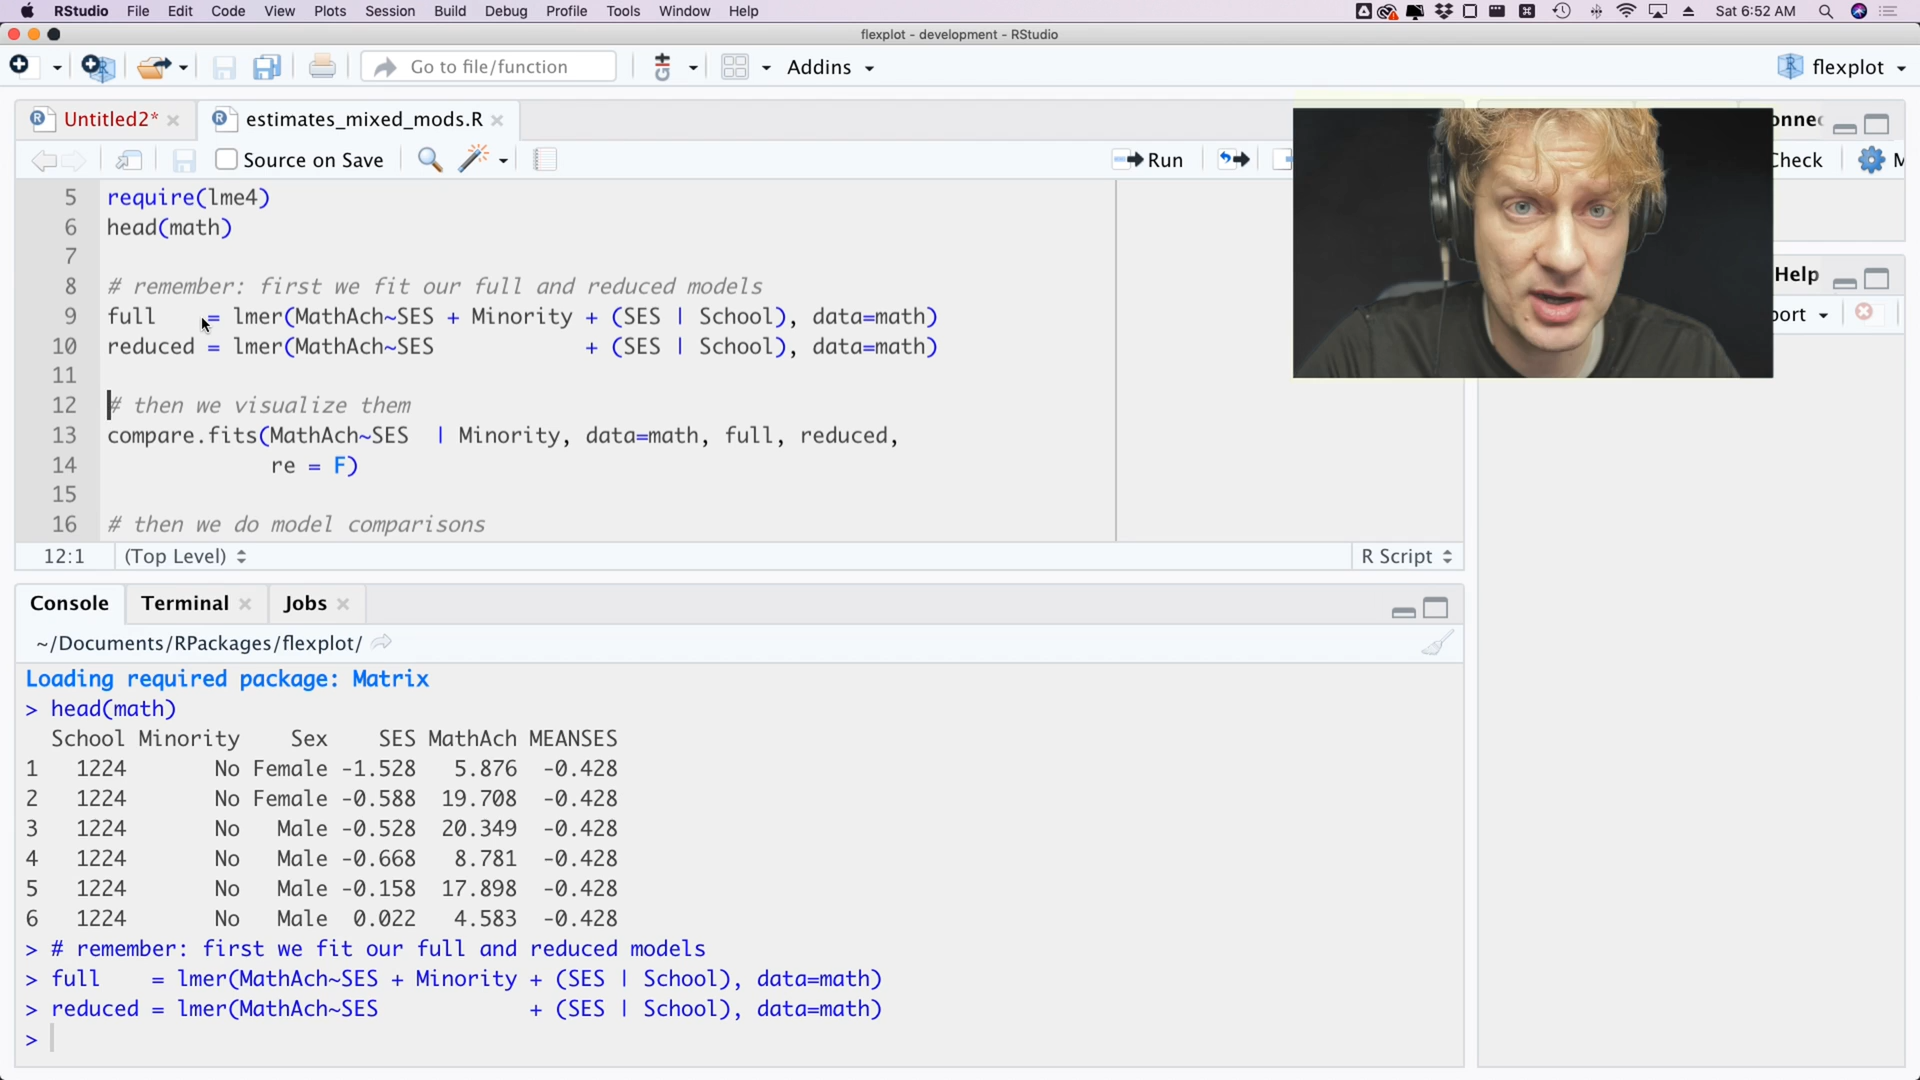 RStudio File Edit Code View Plots Session Build Debug Profile Tools Window Help Sat 6:52 AM
flexplot - development - RStudio
Go to file/function Addins flexplot
Untitled2* estimates_mixed_mods.R
Source on Save Run Check
5 require(lme4)
6 head(math)
7
8 # remember: first we fit our full and reduced models
9 full = lmer(MathAch~SES + Minority + (SES | School), data=math)
10 reduced = lmer(MathAch~SES + (SES | School), data=math)
11
12 # then we visualize them
13 compare.fits(MathAch~SES | Minority, data=math, full, reduced,
14 re = F)
15
16 # then we do model comparisons
12:1 (Top Level) R Script
Help
Console Terminal Jobs
~/Documents/RPackages/flexplot/
Loading required package: Matrix
> head(math)
School Minority Sex SES MathAch MEANSES
1 1224 No Female -1.528 5.876 -0.428
2 1224 No Female -0.588 19.708 -0.428
3 1224 No Male -0.528 20.349 -0.428
4 1224 No Male -0.668 8.781 -0.428
5 1224 No Male -0.158 17.898 -0.428
6 1224 No Male 0.022 4.583 -0.428
> # remember: first we fit our full and reduced models
> full = lmer(MathAch~SES + Minority + (SES | School), data=math)
> reduced = lmer(MathAch~SES + (SES | School), data=math)
>